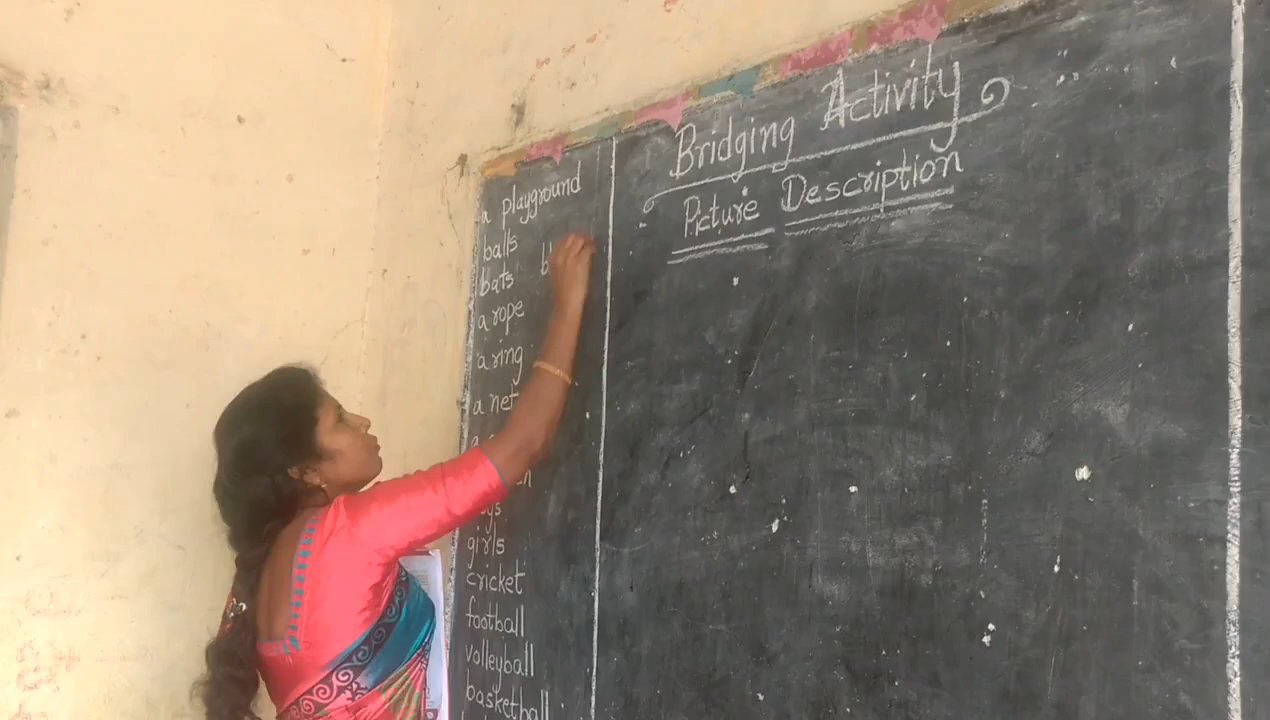 Bridging Activity
Picture Description
a playground
balls
bats
a rope
a ring
a net
girls
cricket
football
volleyball
basketball